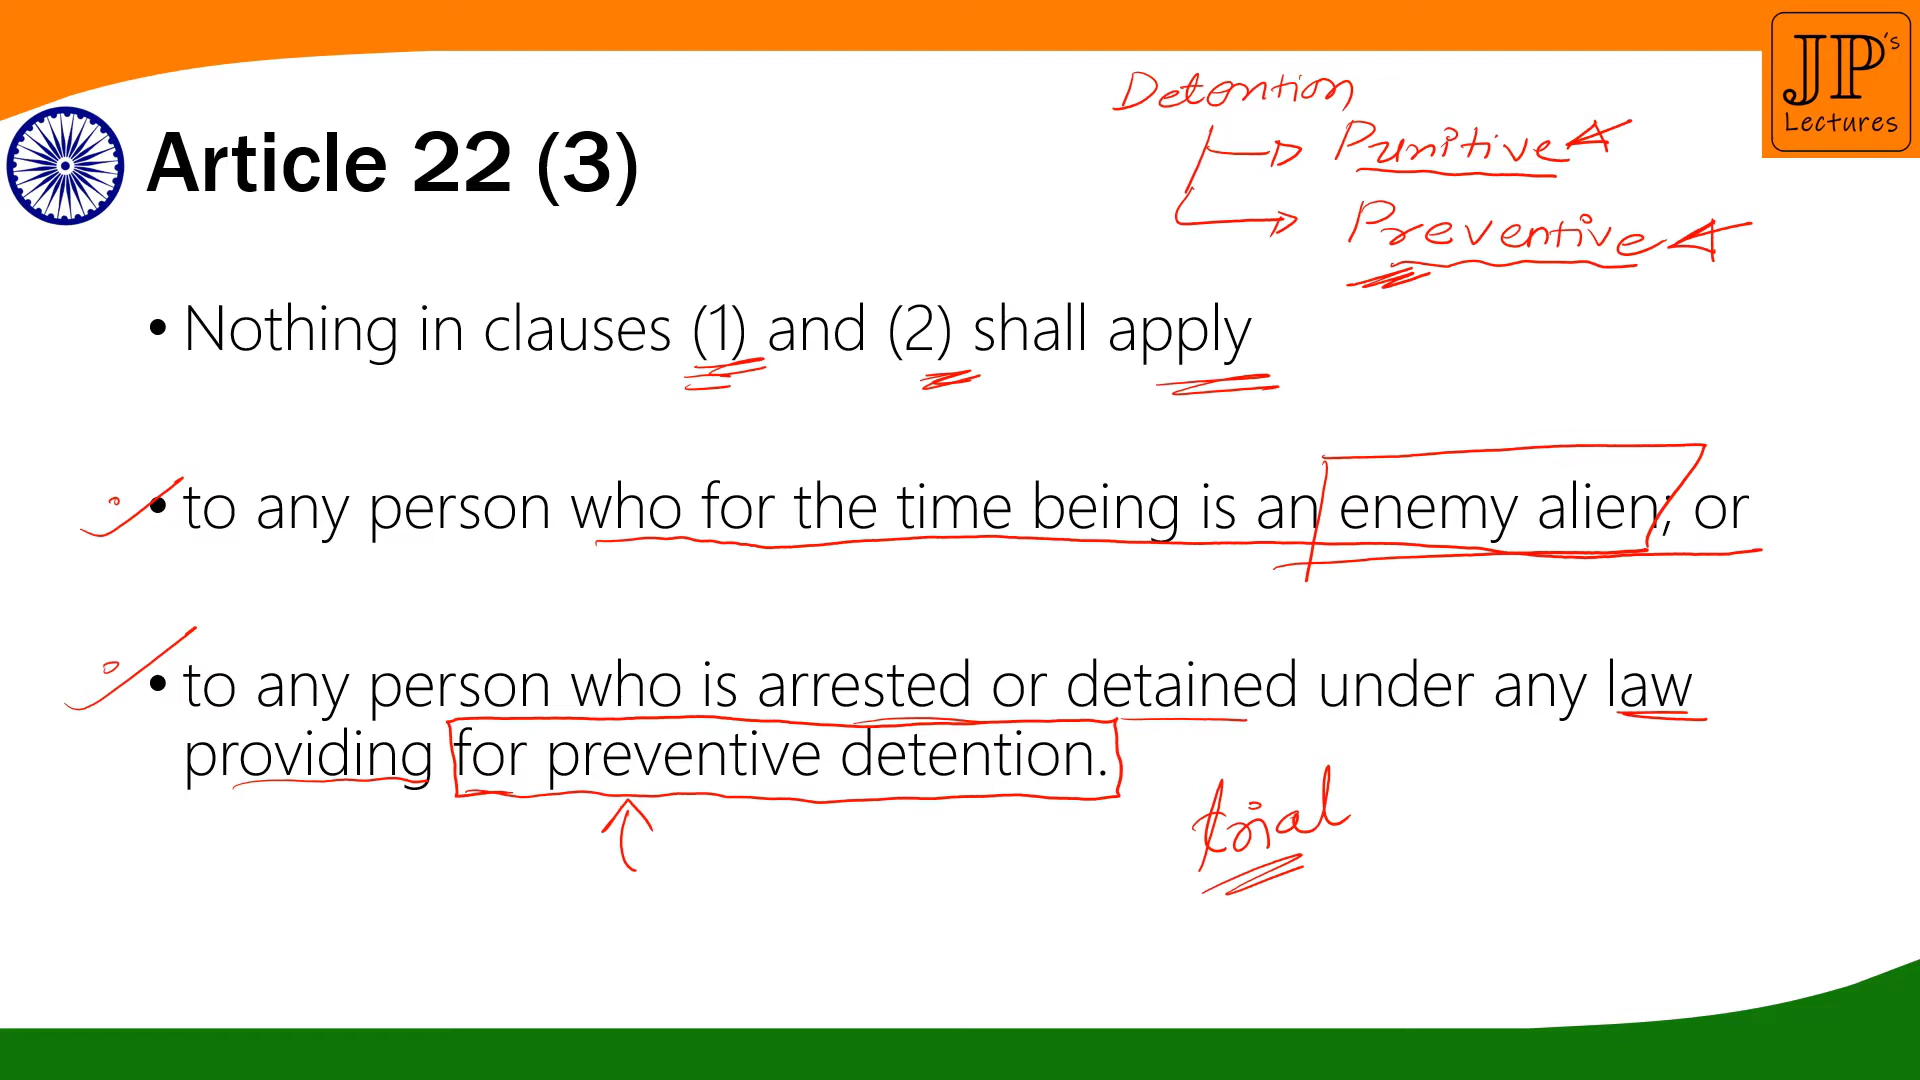 JP's
Lectures
Detention
Punitive
Preventive
Article 22 (3)
• Nothing in clauses (1) and (2) shall apply
• to any person who for the time being is an enemy alien; or
• to any person who is arrested or detained under any law
providing for preventive detention.
trial